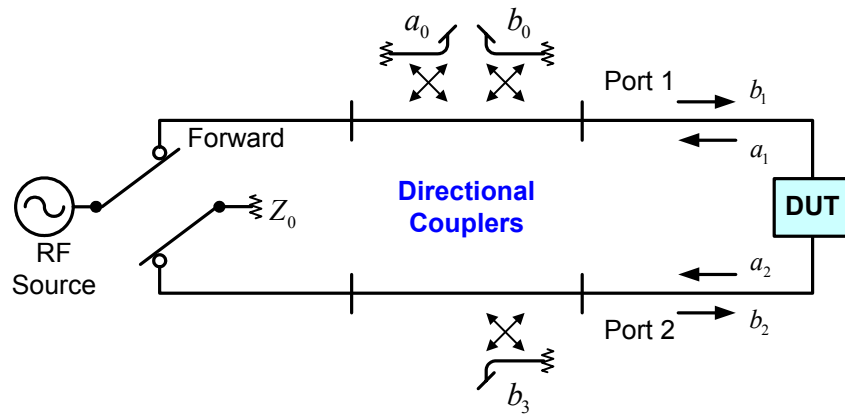 a₀
b₀
Port 1
b₁
Forward
a₁
Directional
Couplers
Z₀
DUT
RF
Source
a₂
Port 2
b₂
b₃